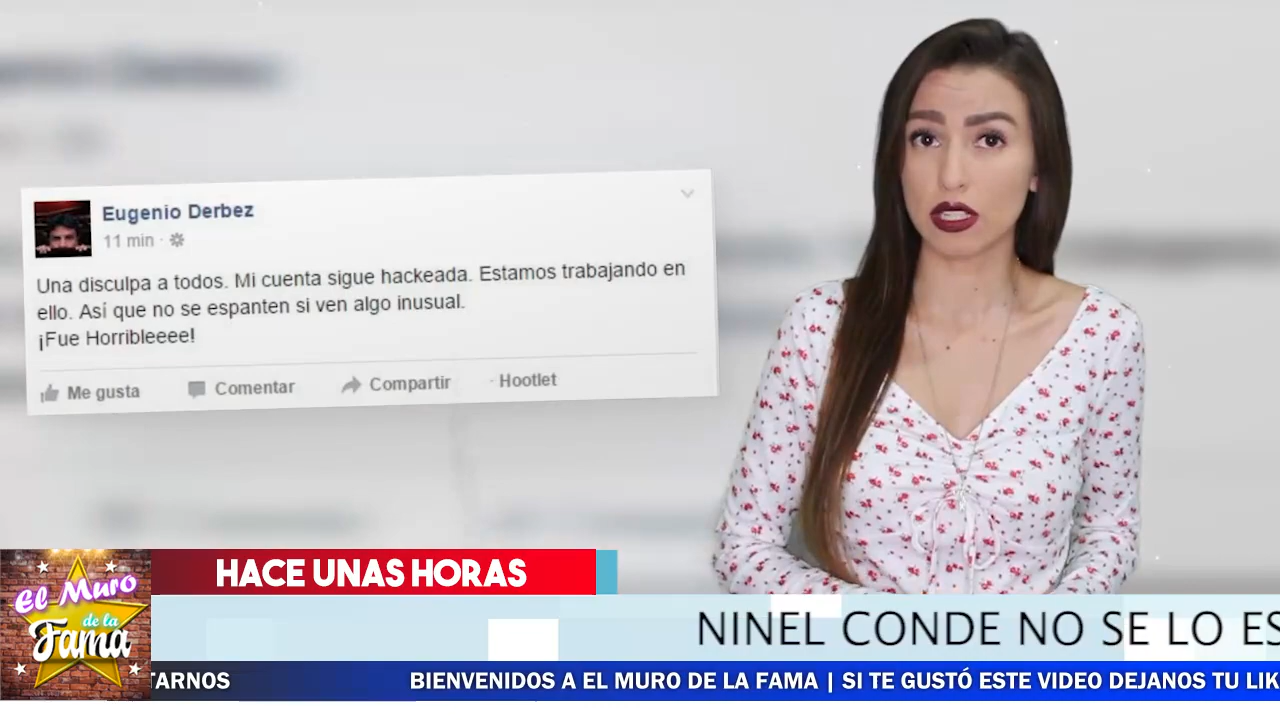 Eugenio Derbez
11 min
Una disculpa a todos. Mi cuenta sigue hackeada. Estamos trabajando en
ello. Así que no se espanten si ven algo inusual.
¡Fue Horribleeee!
Me gusta Comentar Compartir · Hootlet
HACE UNAS HORAS
El Muro
de la
Fama
NINEL CONDE NO SE LO ES
TARNOS BIENVENIDOS A EL MURO DE LA FAMA | SI TE GUSTÓ ESTE VIDEO DEJANOS TU LIK